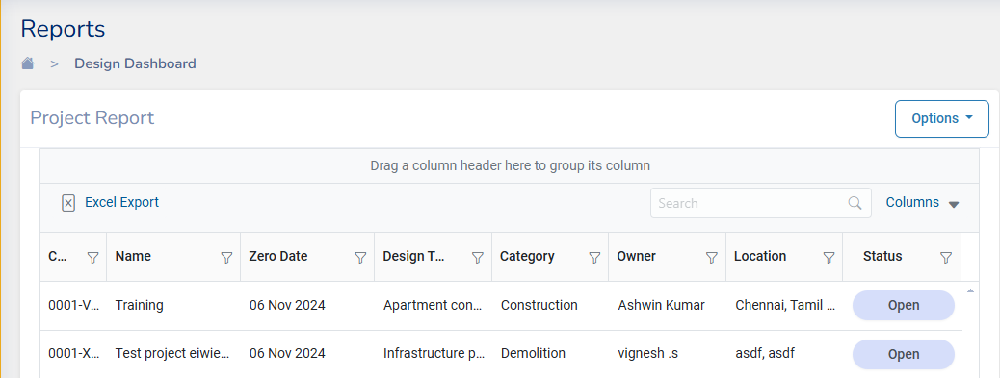 Reports
> Design Dashboard
Project Report
Options
Drag a column header here to group its column
Excel Export Search Columns
C... Name Zero Date Design T... Category Owner Location Status
0001-V... Training 06 Nov 2024 Apartment con... Construction Ashwin Kumar Chennai, Tamil ... Open
0001-X... Test project eiwie... 06 Nov 2024 Infrastructure p... Demolition vignesh .s asdf, asdf Open